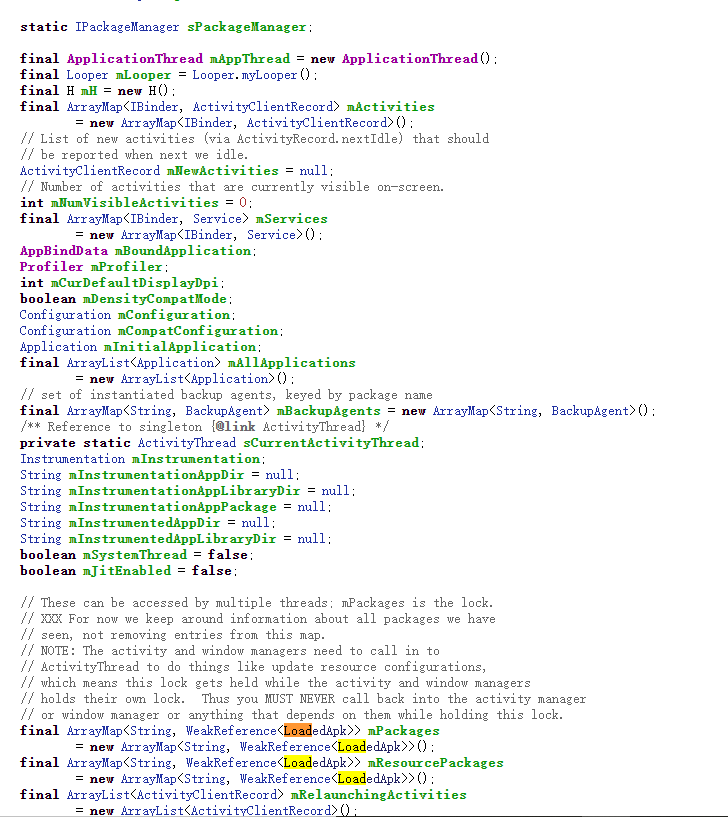 static IPackageManager sPackageManager;
final ApplicationThread mAppThread = new ApplicationThread();
final Looper mLooper = Looper.myLooper();
final H mH = new H();
final ArrayMap<IBinder, ActivityClientRecord> mActivities
= new ArrayMap<IBinder, ActivityClientRecord>();
// List of new activities (via ActivityRecord.nextIdle) that should
// be reported when next we idle.
ActivityClientRecord mNewActivities = null;
// Number of activities that are currently visible on-screen.
int mNumVisibleActivities = 0;
final ArrayMap<IBinder, Service> mServices
= new ArrayMap<IBinder, Service>();
AppBindData mBoundApplication;
Profiler mProfiler;
int mCurDefaultDisplayDpi;
boolean mDensityCompatMode;
Configuration mConfiguration;
Configuration mCompatConfiguration;
Application mInitialApplication;
final ArrayList<Application> mAllApplications
= new ArrayList<Application>();
// set of instantiated backup agents, keyed by package name
final ArrayMap<String, BackupAgent> mBackupAgents = new ArrayMap<String, BackupAgent>();
/** Reference to singleton {@link ActivityThread} */
private static ActivityThread sCurrentActivityThread;
Instrumentation mInstrumentation;
String mInstrumentationAppDir = null;
String mInstrumentationAppLibraryDir = null;
String mInstrumentationAppPackage = null;
String mInstrumentedAppDir = null;
String mInstrumentedAppLibraryDir = null;
boolean mSystemThread = false;
boolean mJitEnabled = false;
// These can be accessed by multiple threads; mPackages is the lock.
// XXX For now we keep around information about all packages we have
// seen, not removing entries from this map.
// NOTE: The activity and window managers need to call in to
// ActivityThread to do things like update resource configurations,
// which means this lock gets held while the activity and window managers
// holds their own lock.  Thus you MUST NEVER call back into the activity manager
// or window manager or anything that depends on them while holding this lock.
final ArrayMap<String, WeakReference<LoadedApk>> mPackages
= new ArrayMap<String, WeakReference<LoadedApk>>();
final ArrayMap<String, WeakReference<LoadedApk>> mResourcePackages
= new ArrayMap<String, WeakReference<LoadedApk>>();
final ArrayList<ActivityClientRecord> mRelaunchingActivities
= new ArrayList<ActivityClientRecord>();